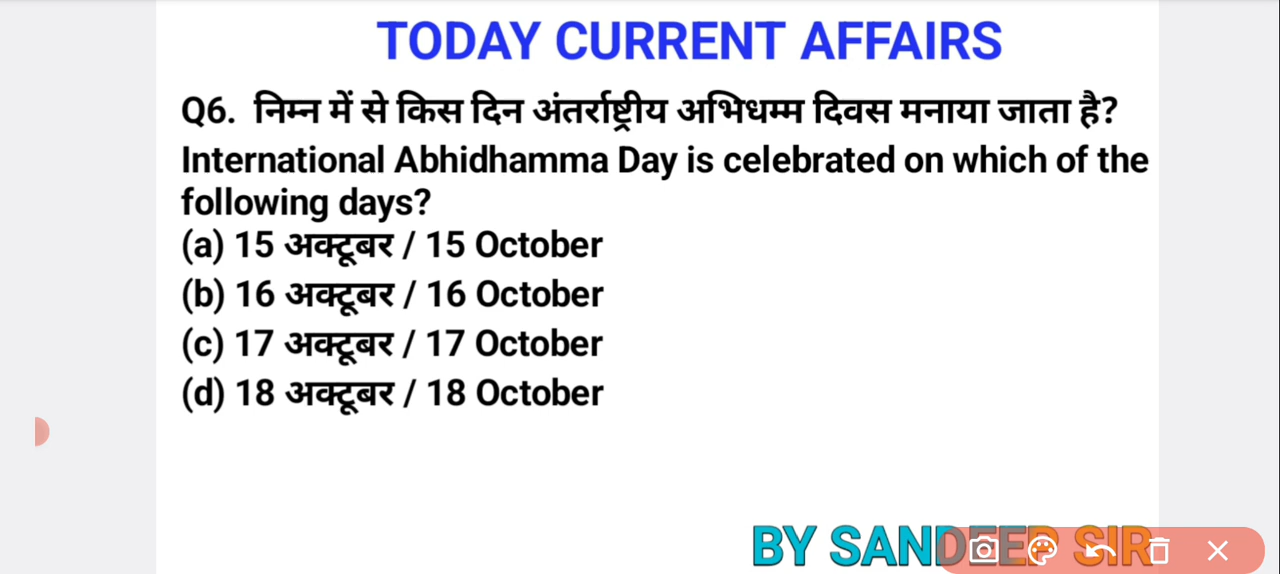 TODAY CURRENT AFFAIRS
Q6. निम्न में से किस दिन अंतर्राष्ट्रीय अभिधम्म दिवस मनाया जाता है?
International Abhidhamma Day is celebrated on which of the
following days?
(a) 15 अक्टूबर / 15 October
(b) 16 अक्टूबर / 16 October
(c) 17 अक्टूबर / 17 October
(d) 18 अक्टूबर / 18 October
BY SANDEEP SIR